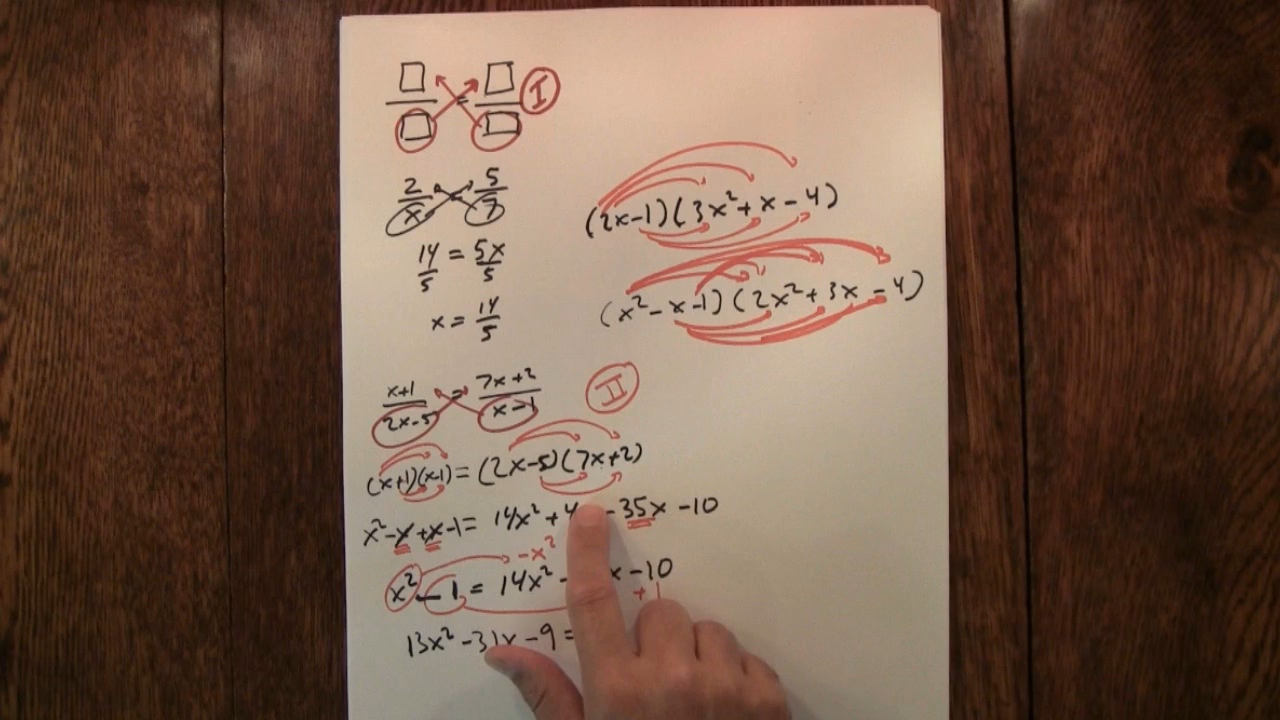 □/□ = □/□ I
2/x = 5/7
14/5 = 5x/5
x = 14/5
(2x-1)(3x²+x-4)
(x²-x-1)(2x²+3x-4)
II
x+1/2x-5 = 7x+2/x-1
(x+1)(x-1)=(2x-5)(7x+2)
x²-x+x-1= 14x²+4 -35x -10
-x²
x² -1 = 14x² - x -10
+1
13x² -31x -9 =